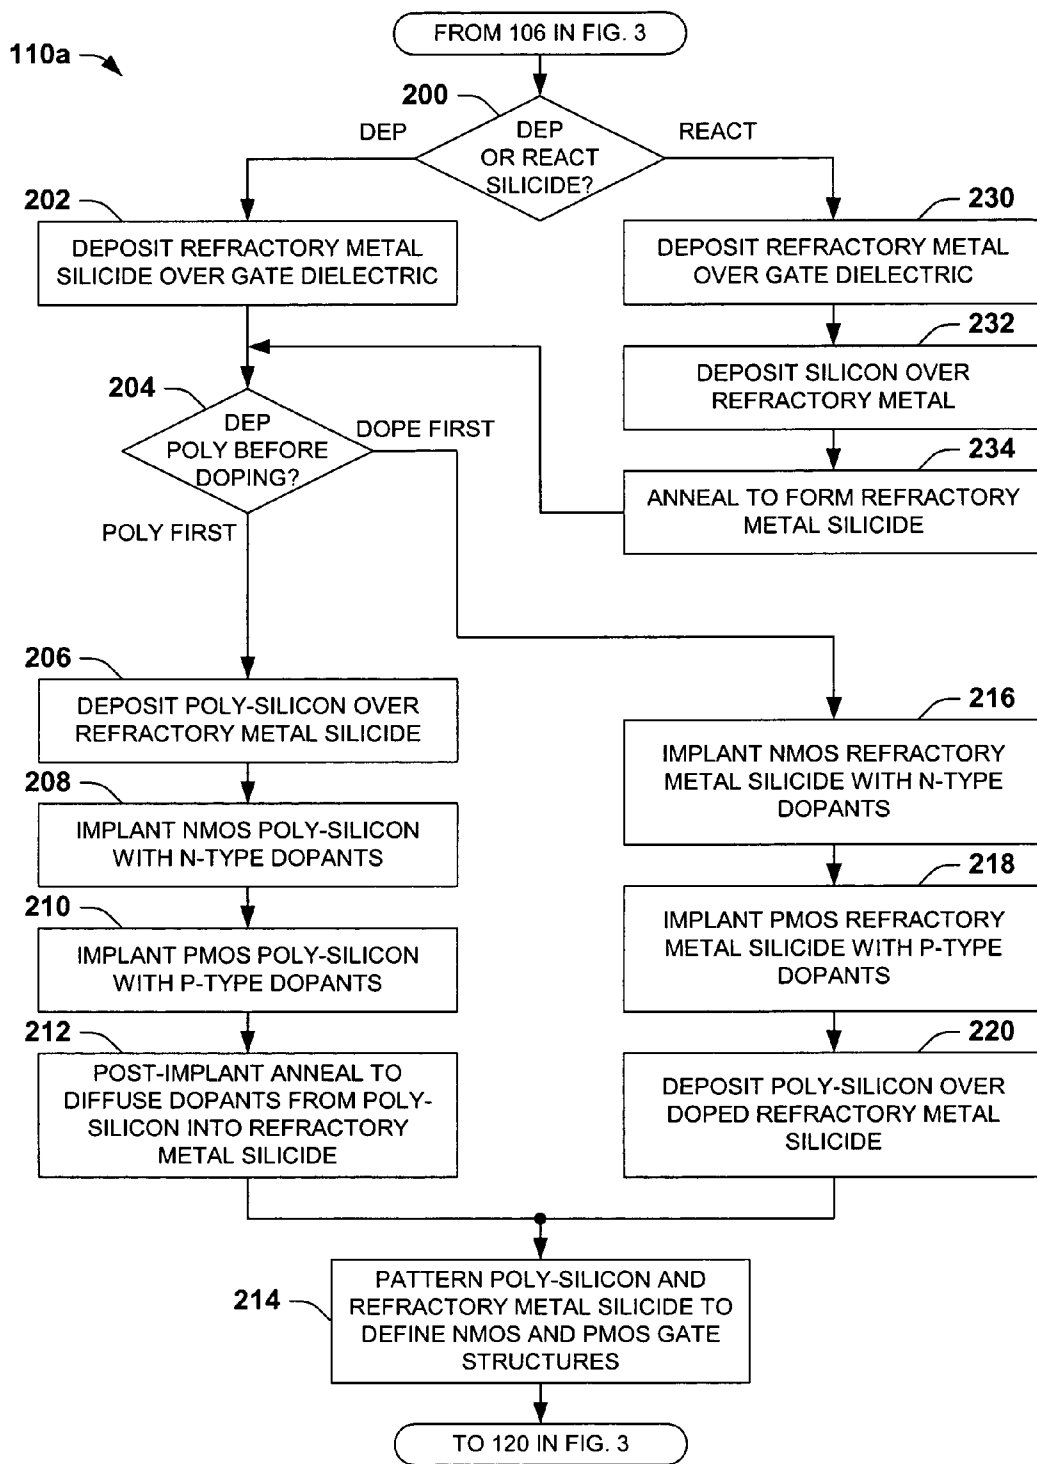 FROM 106 IN FIG. 3
110a
200
DEP
OR REACT
SILICIDE?
DEP
REACT
202
DEPOSIT REFRACTORY METAL
SILICIDE OVER GATE DIELECTRIC
230
DEPOSIT REFRACTORY METAL
OVER GATE DIELECTRIC
232
DEPOSIT SILICON OVER
REFRACTORY METAL
234
ANNEAL TO FORM REFRACTORY
METAL SILICIDE
204
DEP
POLY BEFORE
DOPING?
DOPE FIRST
POLY FIRST
206
DEPOSIT POLY-SILICON OVER
REFRACTORY METAL SILICIDE
208
IMPLANT NMOS POLY-SILICON
WITH N-TYPE DOPANTS
210
IMPLANT PMOS POLY-SILICON
WITH P-TYPE DOPANTS
212
POST-IMPLANT ANNEAL TO
DIFFUSE DOPANTS FROM POLY-
SILICON INTO REFRACTORY
METAL SILICIDE
216
IMPLANT NMOS REFRACTORY
METAL SILICIDE WITH N-TYPE
DOPANTS
218
IMPLANT PMOS REFRACTORY
METAL SILICIDE WITH P-TYPE
DOPANTS
220
DEPOSIT POLY-SILICON OVER
DOPED REFRACTORY METAL
SILICIDE
214
PATTERN POLY-SILICON AND
REFRACTORY METAL SILICIDE TO
DEFINE NMOS AND PMOS GATE
STRUCTURES
TO 120 IN FIG. 3